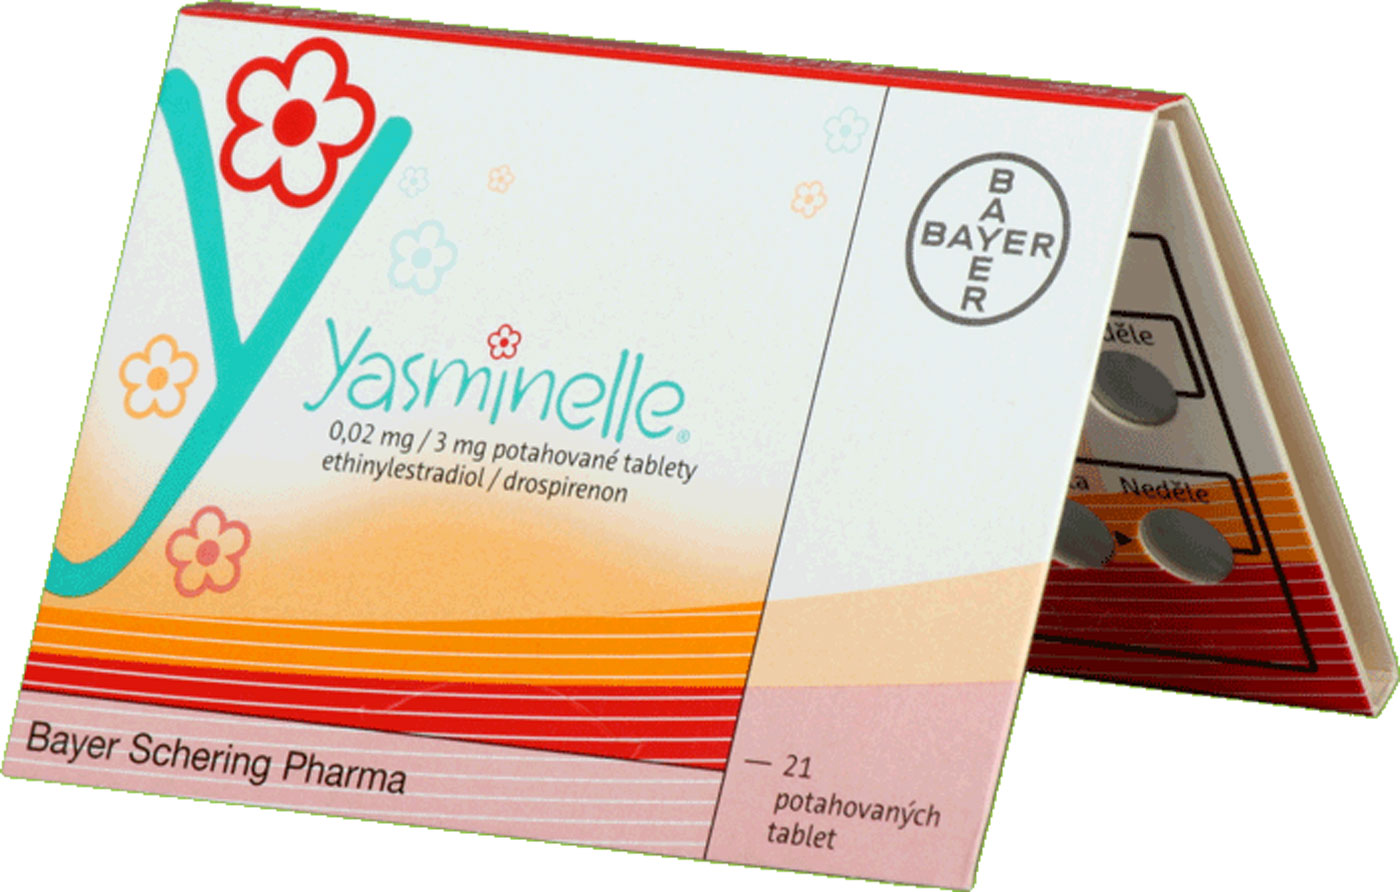 yasminelle®
0,02 mg / 3 mg potahované tablety
ethinylestradiol / drospirenon
Bayer Schering Pharma
BAYER
BAYER
21
potahovaných
tablet
Neděle